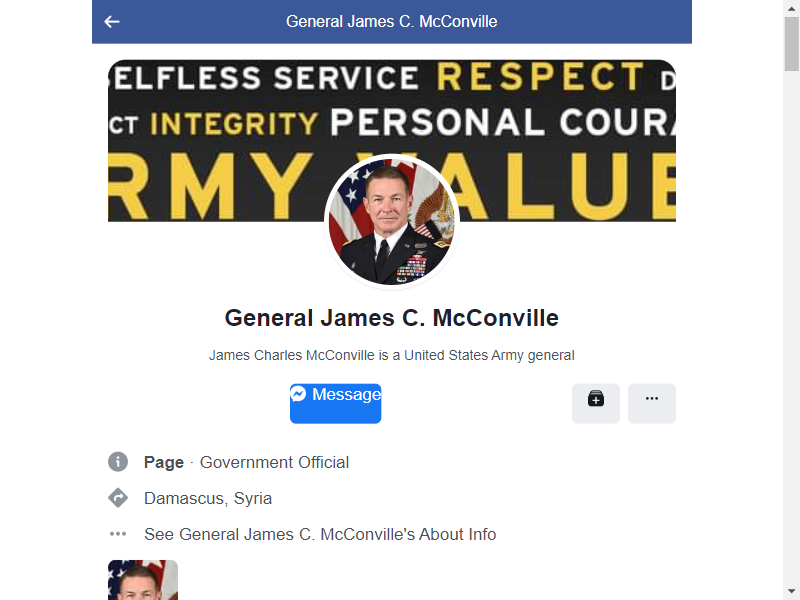 General James C. McConville
ELFLESS SERVICE RESPECT D
CT INTEGRITY PERSONAL COURA
RMY VALUE
General James C. McConville
James Charles McConville is a United States Army general
Message
Page · Government Official
Damascus, Syria
See General James C. McConville's About Info